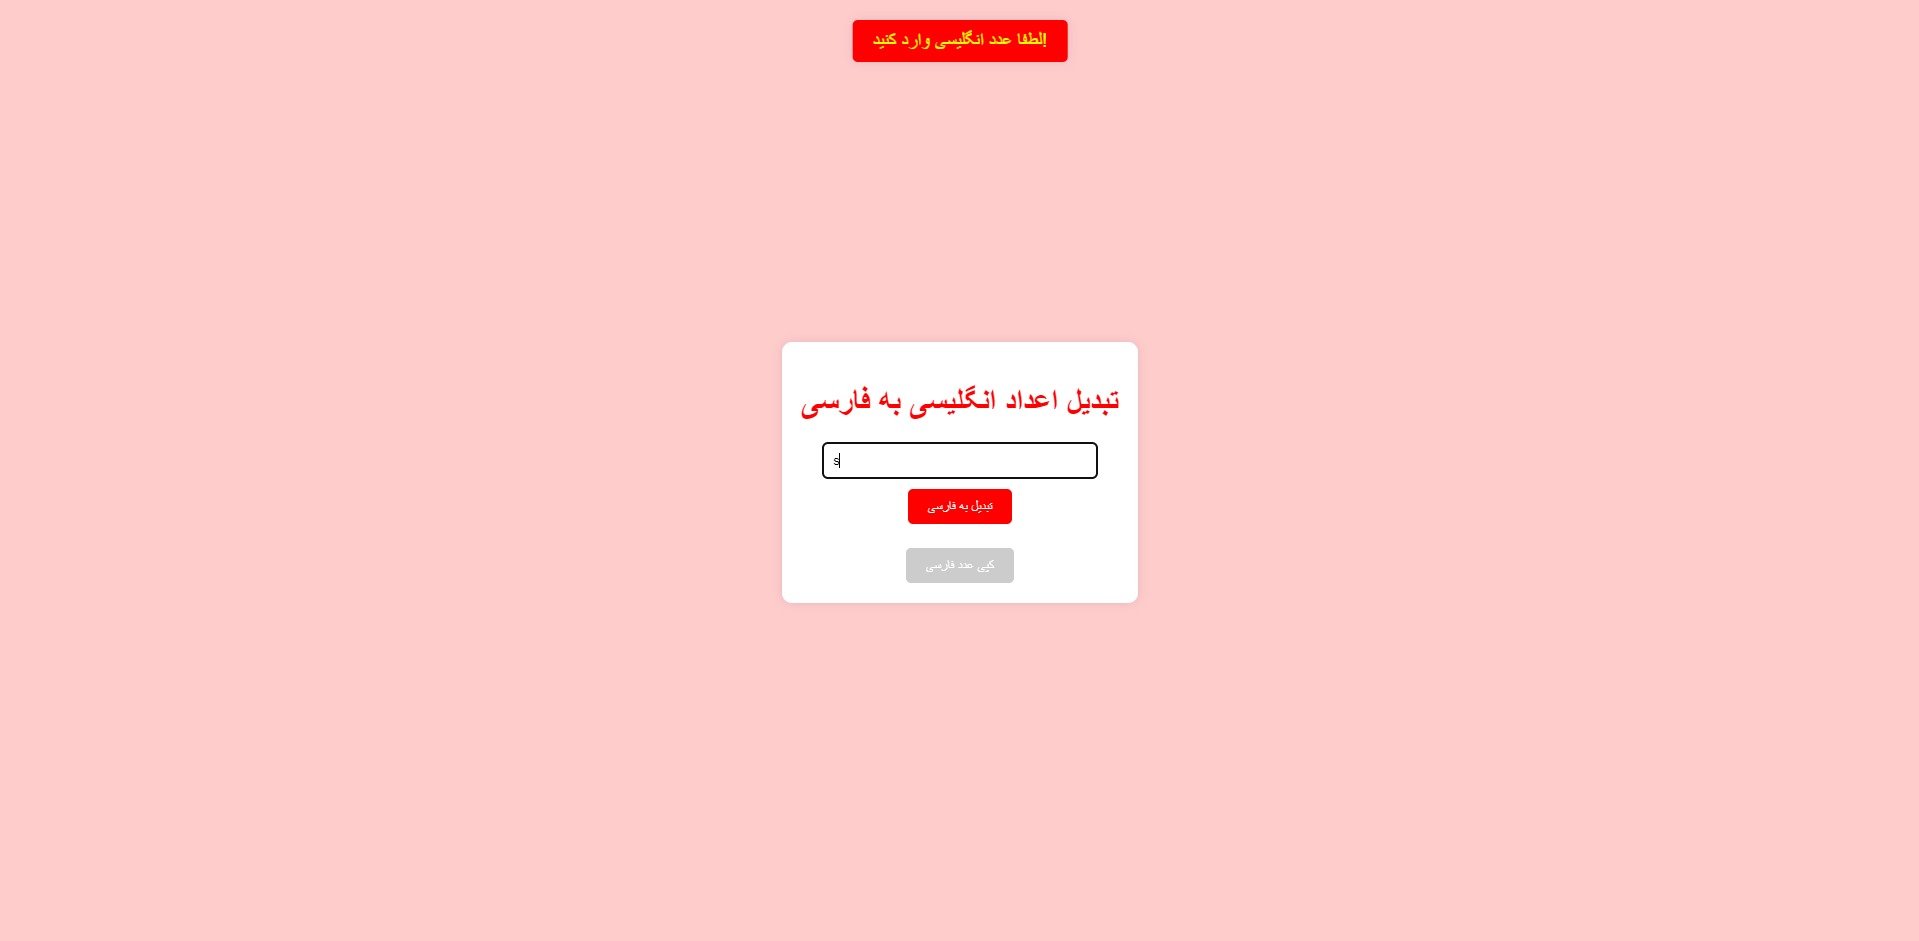 لطفا عدد انگلیسی وارد کنید!
تبدیل اعداد انگلیسی به فارسی
s
تبدیل به فارسی
کپی عدد فارسی